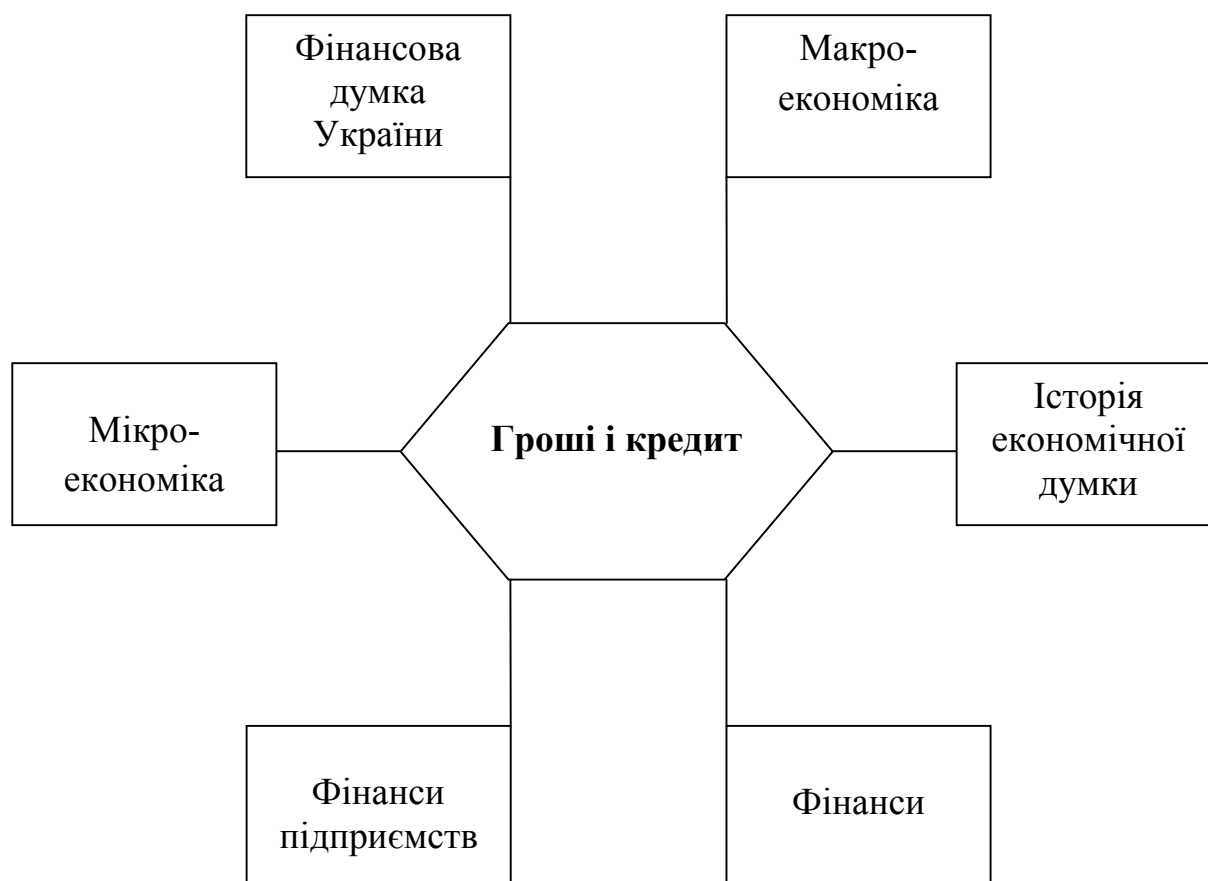 Фінансова
думка
України
Макро-
економіка
Мікро-
економіка
Гроші і кредит
Історія
економічної
думки
Фінанси
підприємств
Фінанси